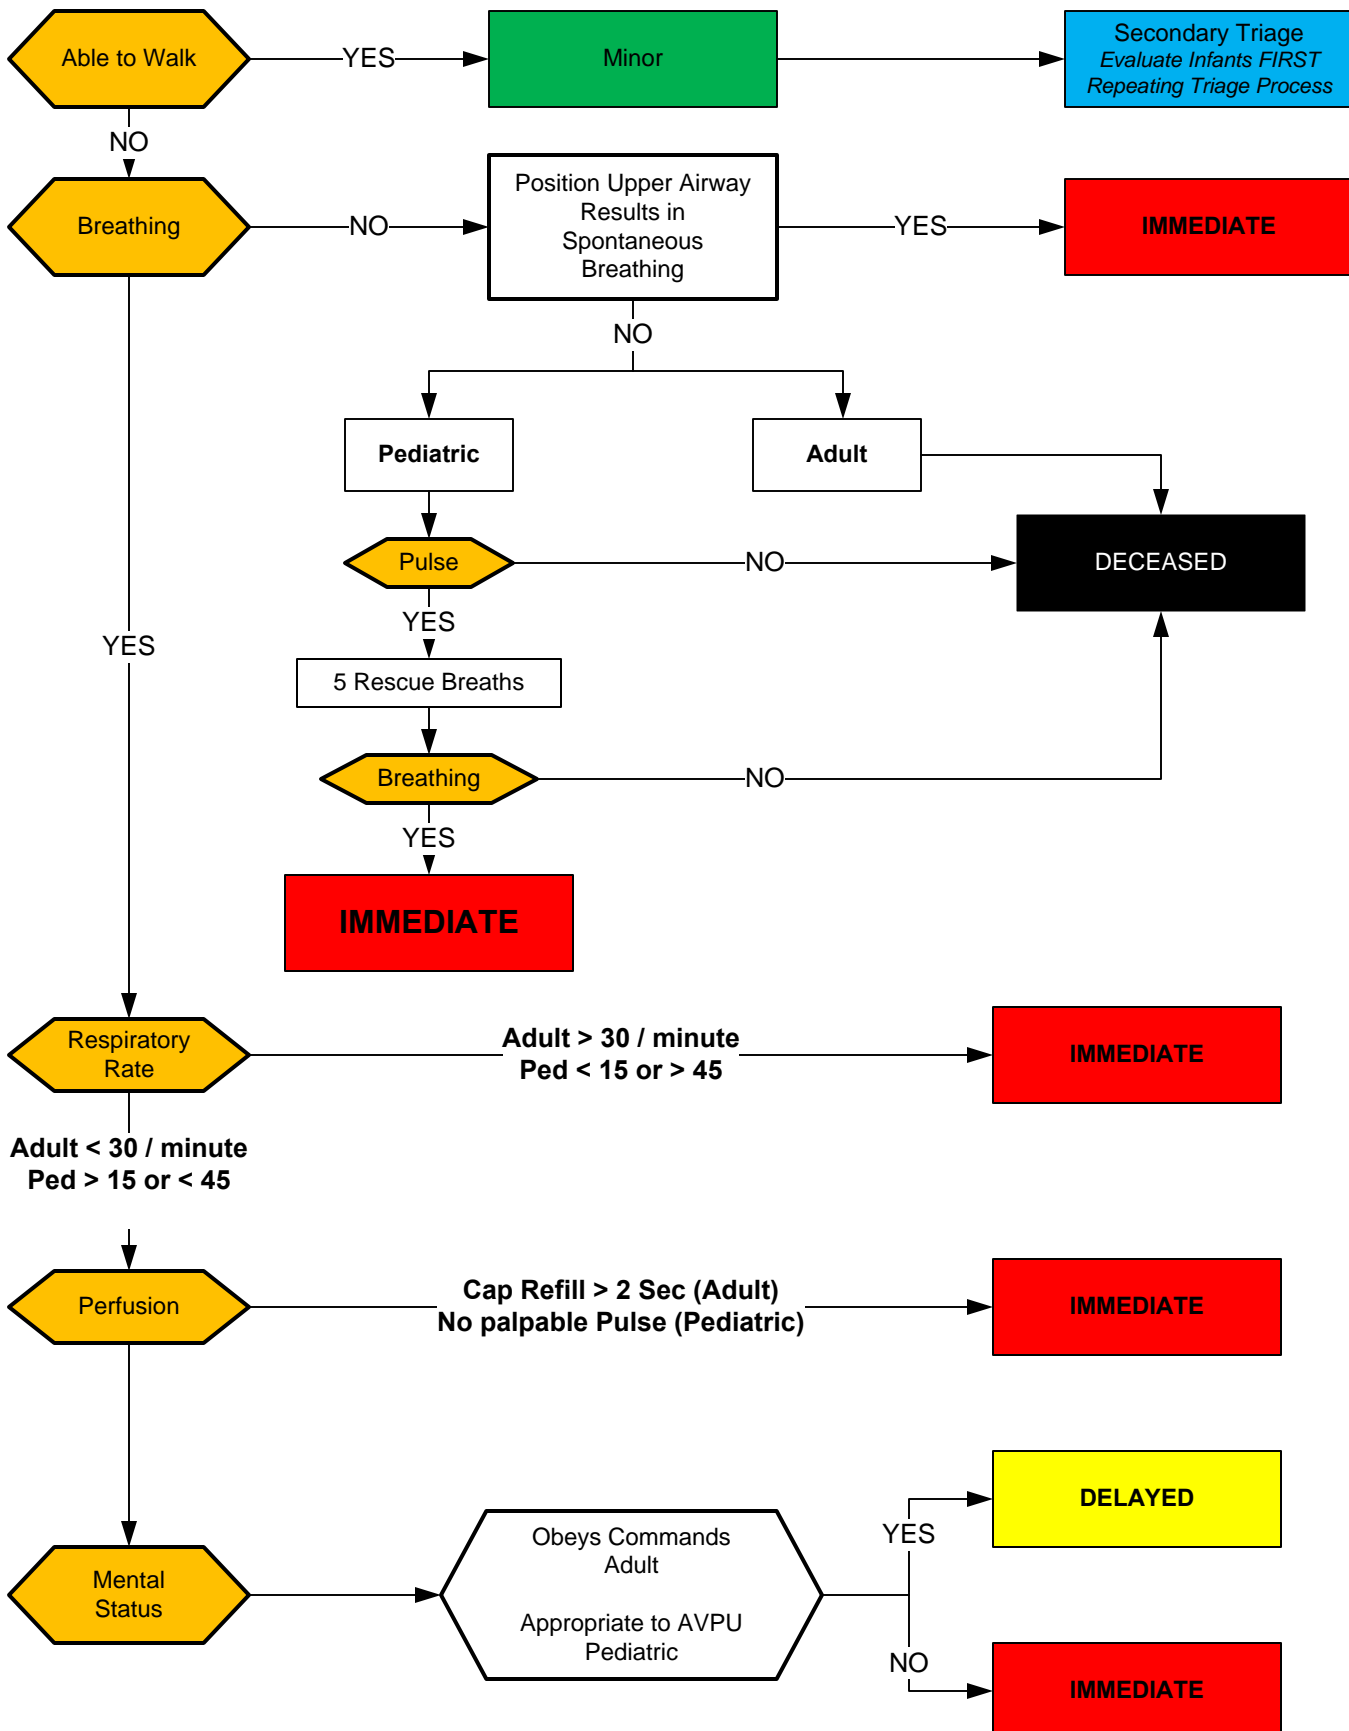 Able to Walk
YES
Minor
Secondary Triage
Evaluate Infants FIRST
Repeating Triage Process
NO
Breathing
NO
Position Upper Airway
Results in
Spontaneous
Breathing
YES
IMMEDIATE
NO
Pediatric
Adult
Pulse
NO
DECEASED
YES
YES
5 Rescue Breaths
Breathing
NO
YES
IMMEDIATE
Respiratory
Rate
Adult > 30 / minute
Ped < 15 or > 45
IMMEDIATE
Adult < 30 / minute
Ped > 15 or < 45
Perfusion
Cap Refill > 2 Sec (Adult)
No palpable Pulse (Pediatric)
IMMEDIATE
Mental
Status
Obeys Commands
Adult
Appropriate to AVPU
Pediatric
YES
DELAYED
NO
IMMEDIATE